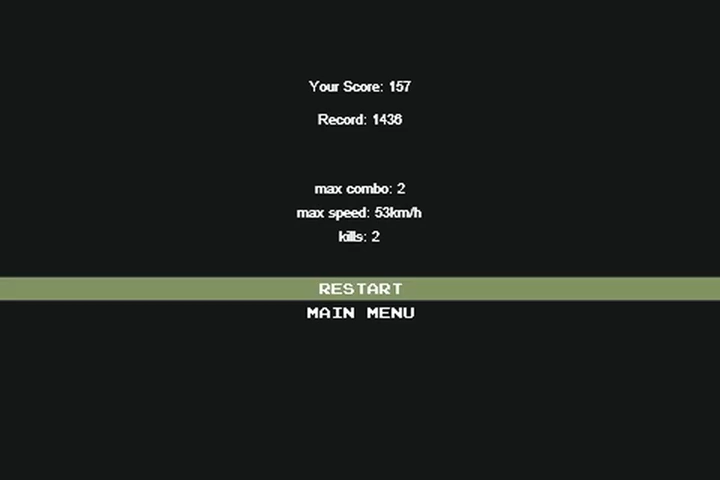 Your Score: 157
Record: 1436
max combo: 2
max speed: 53km/h
kills: 2
RESTART
MAIN MENU